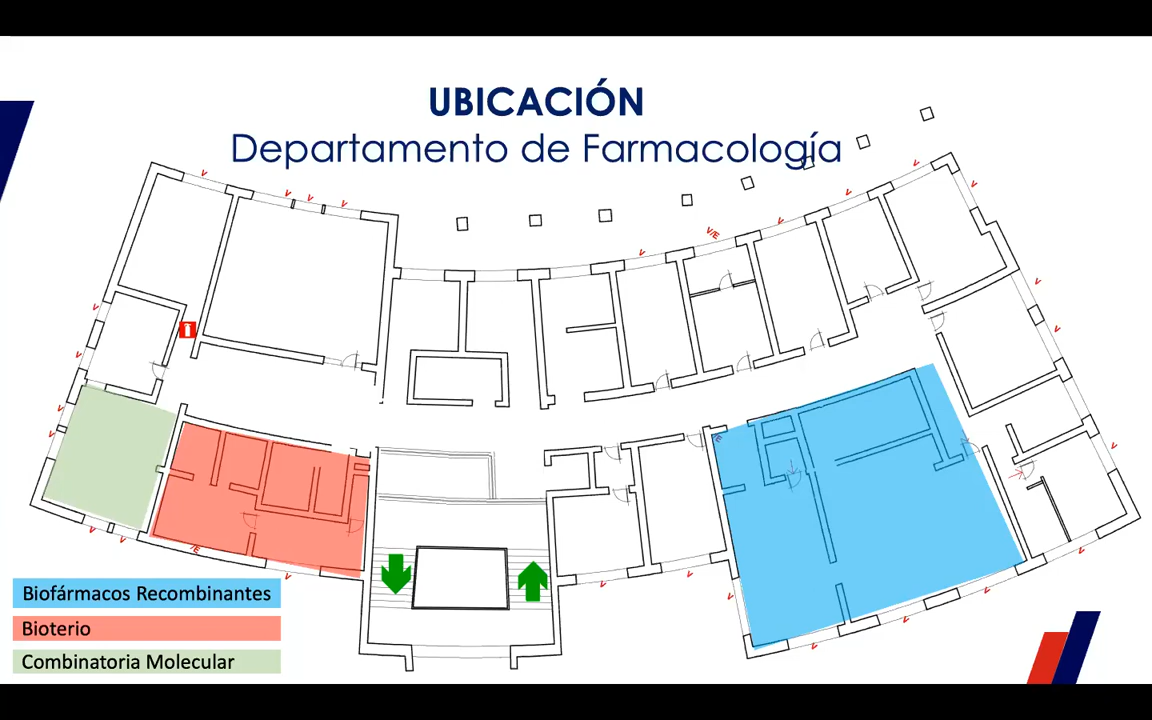 UBICACIÓN
Departamento de Farmacología
V
V
V
V
V
V
V/E
V
V
V
V
V
V
V
V
V
V
V
V
V
/E
V
V
V
V
V
V
V
V
Biofármacos Recombinantes
Bioterio
Combinatoria Molecular